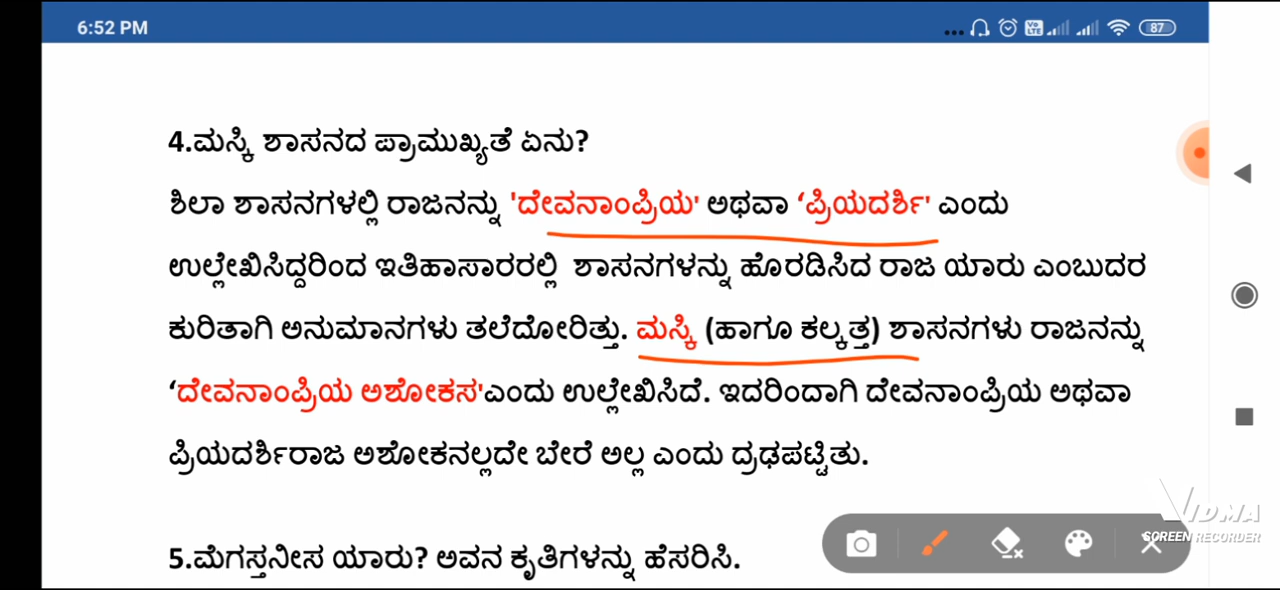 6:52 PM
87
4.ಮಸ್ಕಿ ಶಾಸನದ ಪ್ರಾಮುಖ್ಯತೆ ಏನು?
ಶಿಲಾ ಶಾಸನಗಳಲ್ಲಿ ರಾಜನನ್ನು 'ದೇವನಾಂಪ್ರಿಯ' ಅಥವಾ ‘ಪ್ರಿಯದರ್ಶಿ' ಎಂದು
ಉಲ್ಲೇಖಿಸಿದ್ದರಿಂದ ಇತಿಹಾಸಾರರಲ್ಲಿ ಶಾಸನಗಳನ್ನು ಹೊರಡಿಸಿದ ರಾಜ ಯಾರು ಎಂಬುದರ
ಕುರಿತಾಗಿ ಅನುಮಾನಗಳು ತಲೆದೋರಿತ್ತು. ಮಸ್ಕಿ (ಹಾಗೂ ಕಲ್ಕತ್ತ) ಶಾಸನಗಳು ರಾಜನನ್ನು
‘ದೇವನಾಂಪ್ರಿಯ ಅಶೋಕಸ'ಎಂದು ಉಲ್ಲೇಖಿಸಿದೆ. ಇದರಿಂದಾಗಿ ದೇವನಾಂಪ್ರಿಯ ಅಥವಾ
ಪ್ರಿಯದರ್ಶಿರಾಜ ಅಶೋಕನಲ್ಲದೇ ಬೇರೆ ಅಲ್ಲ ಎಂದು ದ್ರಢಪಟ್ಟಿತು.
5.ಮೆಗಸ್ತನೀಸ ಯಾರು? ಅವನ ಕೃತಿಗಳನ್ನು ಹೆಸರಿಸಿ.
VIDMA
SCREEN RECORDER